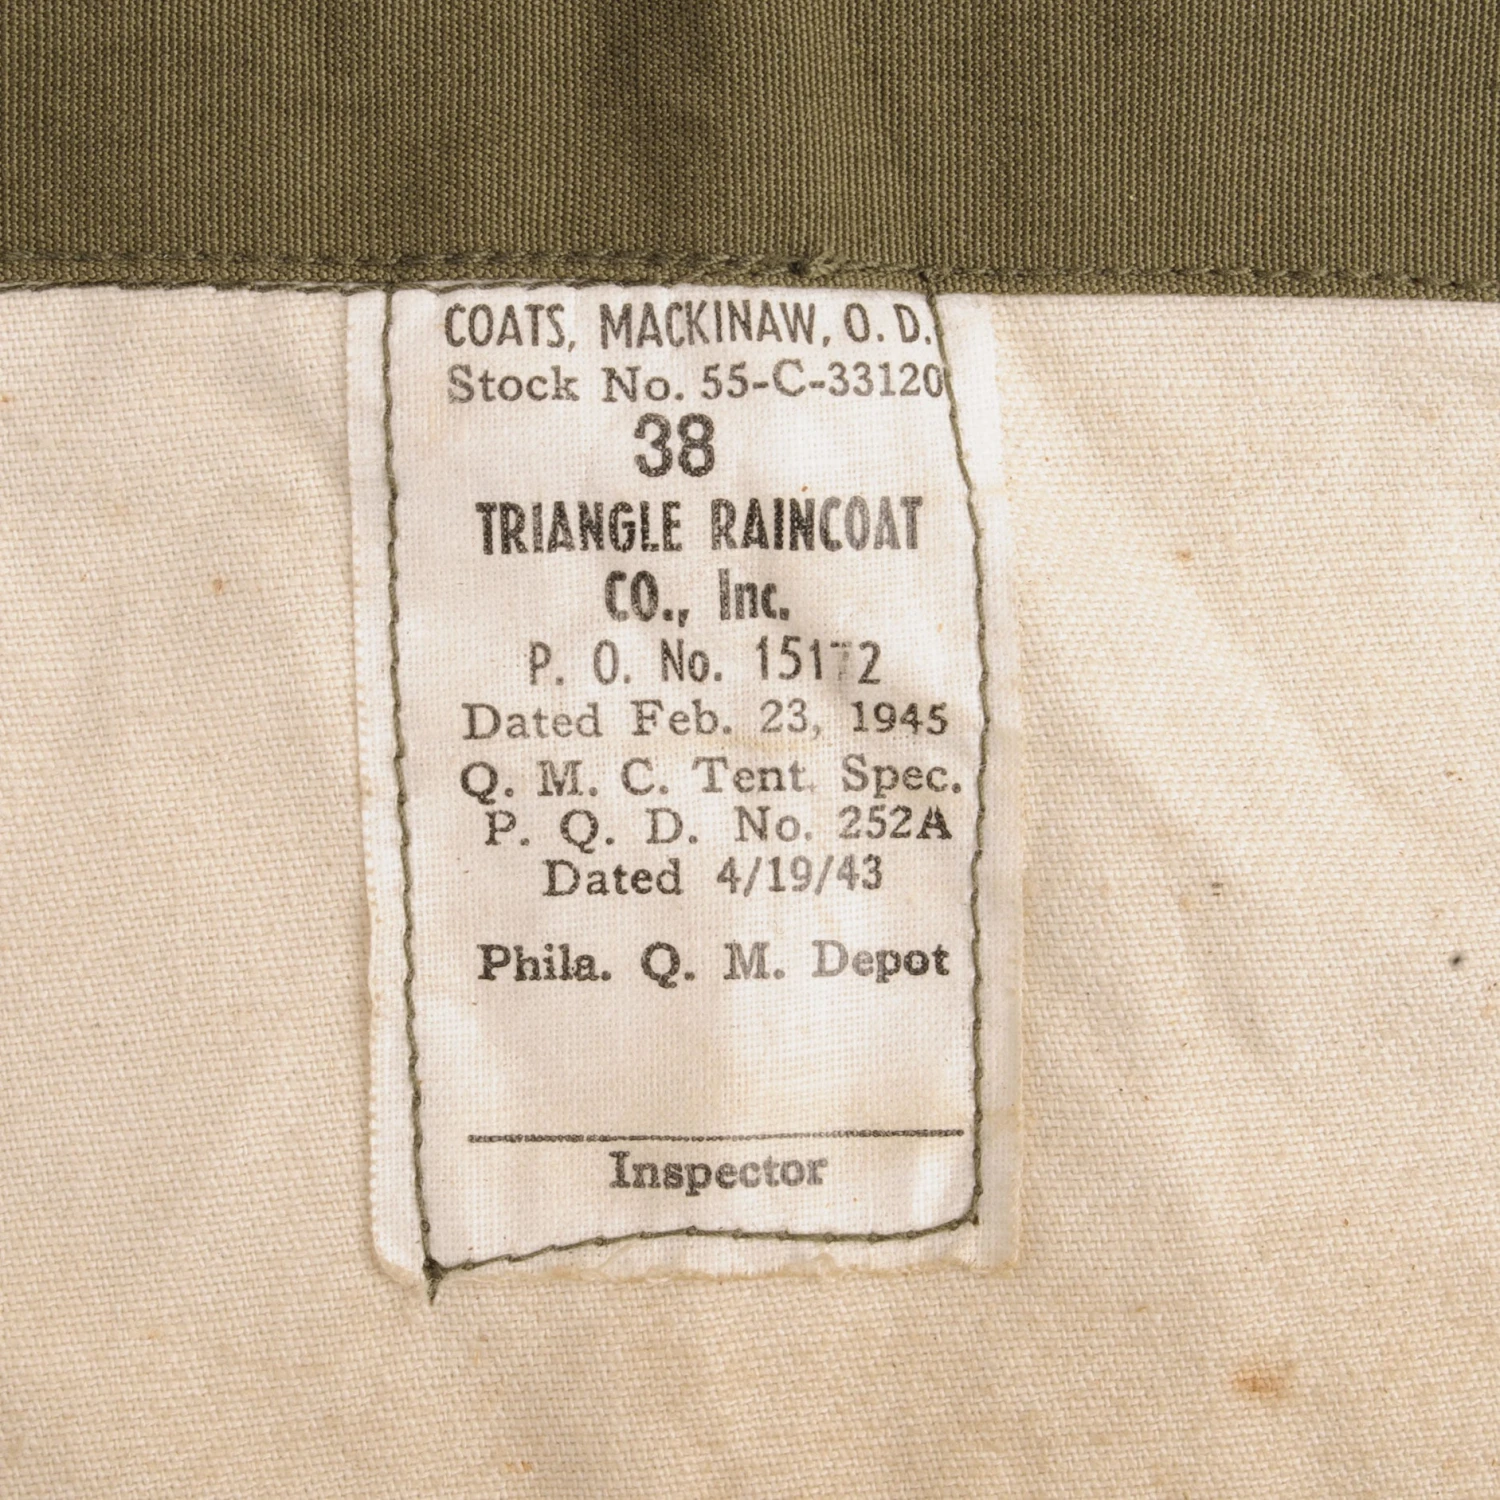 COATS, MACKINAW, O. D.
Stock No. 55-C-33120
38
TRIANGLE RAINCOAT
CO., Inc.
P. O. No. 15172
Dated Feb. 23, 1945
Q. M. C. Tent. Spec.
P. Q. D. No. 252A
Dated 4/19/43
Phila. Q. M. Depot
Inspector